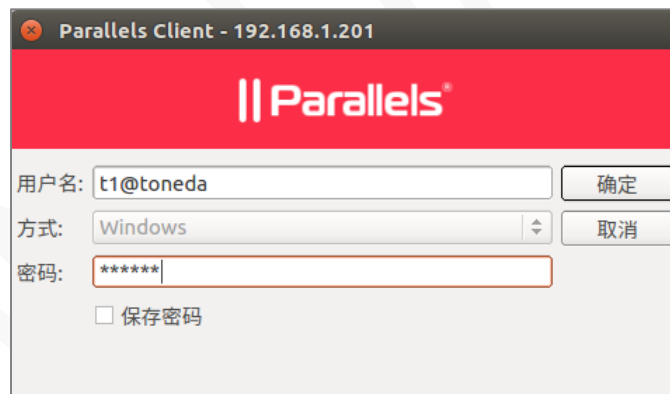 Parallels Client - 192.168.1.201
|| Parallels®
用户名: t1@toneda 确定
方式: Windows 取消
密码: ******
保存密码